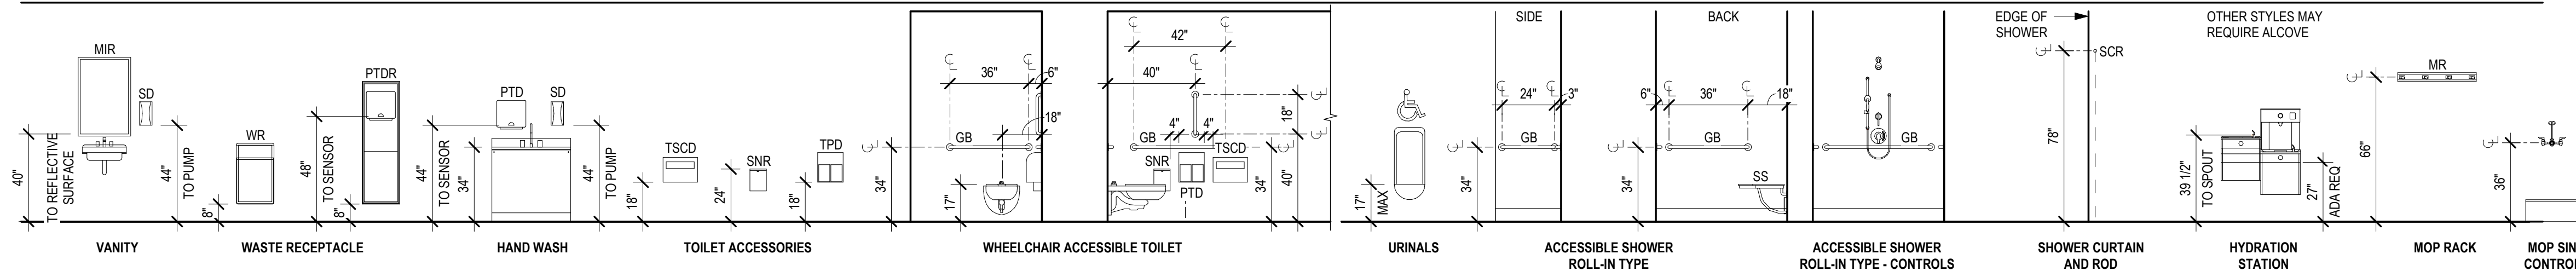 MIR
SD
40"
TO REFLECTIVE
SURFACE
44"
TO PUMP
VANITY
WR
8"
PTDR
48"
TO SENSOR
8"
WASTE RECEPTACLE
PTD
SD
44"
TO SENSOR
34"
44"
TO PUMP
HAND WASH
TSCD
18"
SNR
24"
TPD
18"
TOILET ACCESSORIES
34"
36"
6"
18"
GB
17"
42"
40"
GB
4"
4"
SNR
PTD
TSCD
18"
34"
40"
WHEELCHAIR ACCESSIBLE TOILET
17"
MAX
URINALS
34"
SIDE
24"
3"
GB
34"
BACK
6"
36"
18"
GB
SS
ACCESSIBLE SHOWER
ROLL-IN TYPE
GB
ACCESSIBLE SHOWER
ROLL-IN TYPE - CONTROLS
EDGE OF
SHOWER
SCR
78"
SHOWER CURTAIN
AND ROD
OTHER STYLES MAY
REQUIRE ALCOVE
39 1/2"
TO SPOUT
27"
ADA REQ
HYDRATION
STATION
MR
66"
MOP RACK
36"
MOP SIN
CONTROL